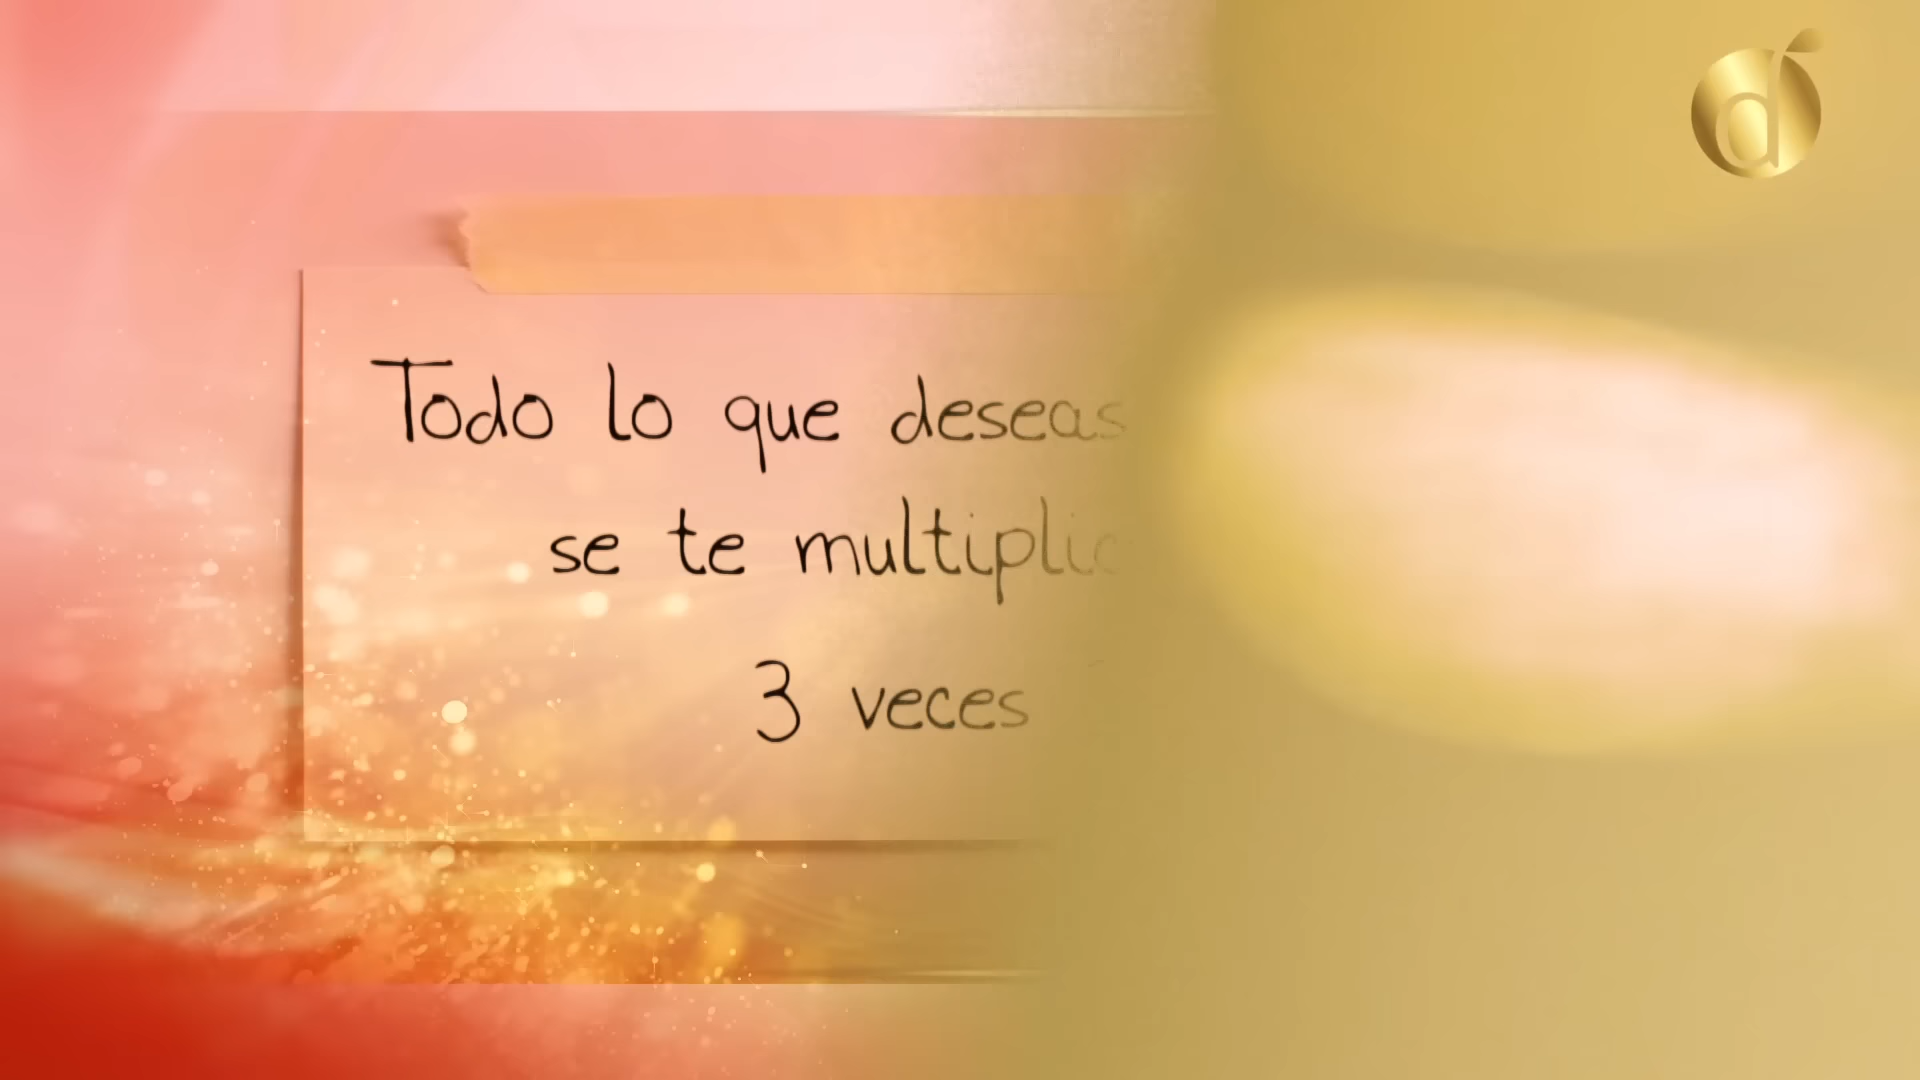 Todo lo que deseas
se te multiplic
3 veces
d